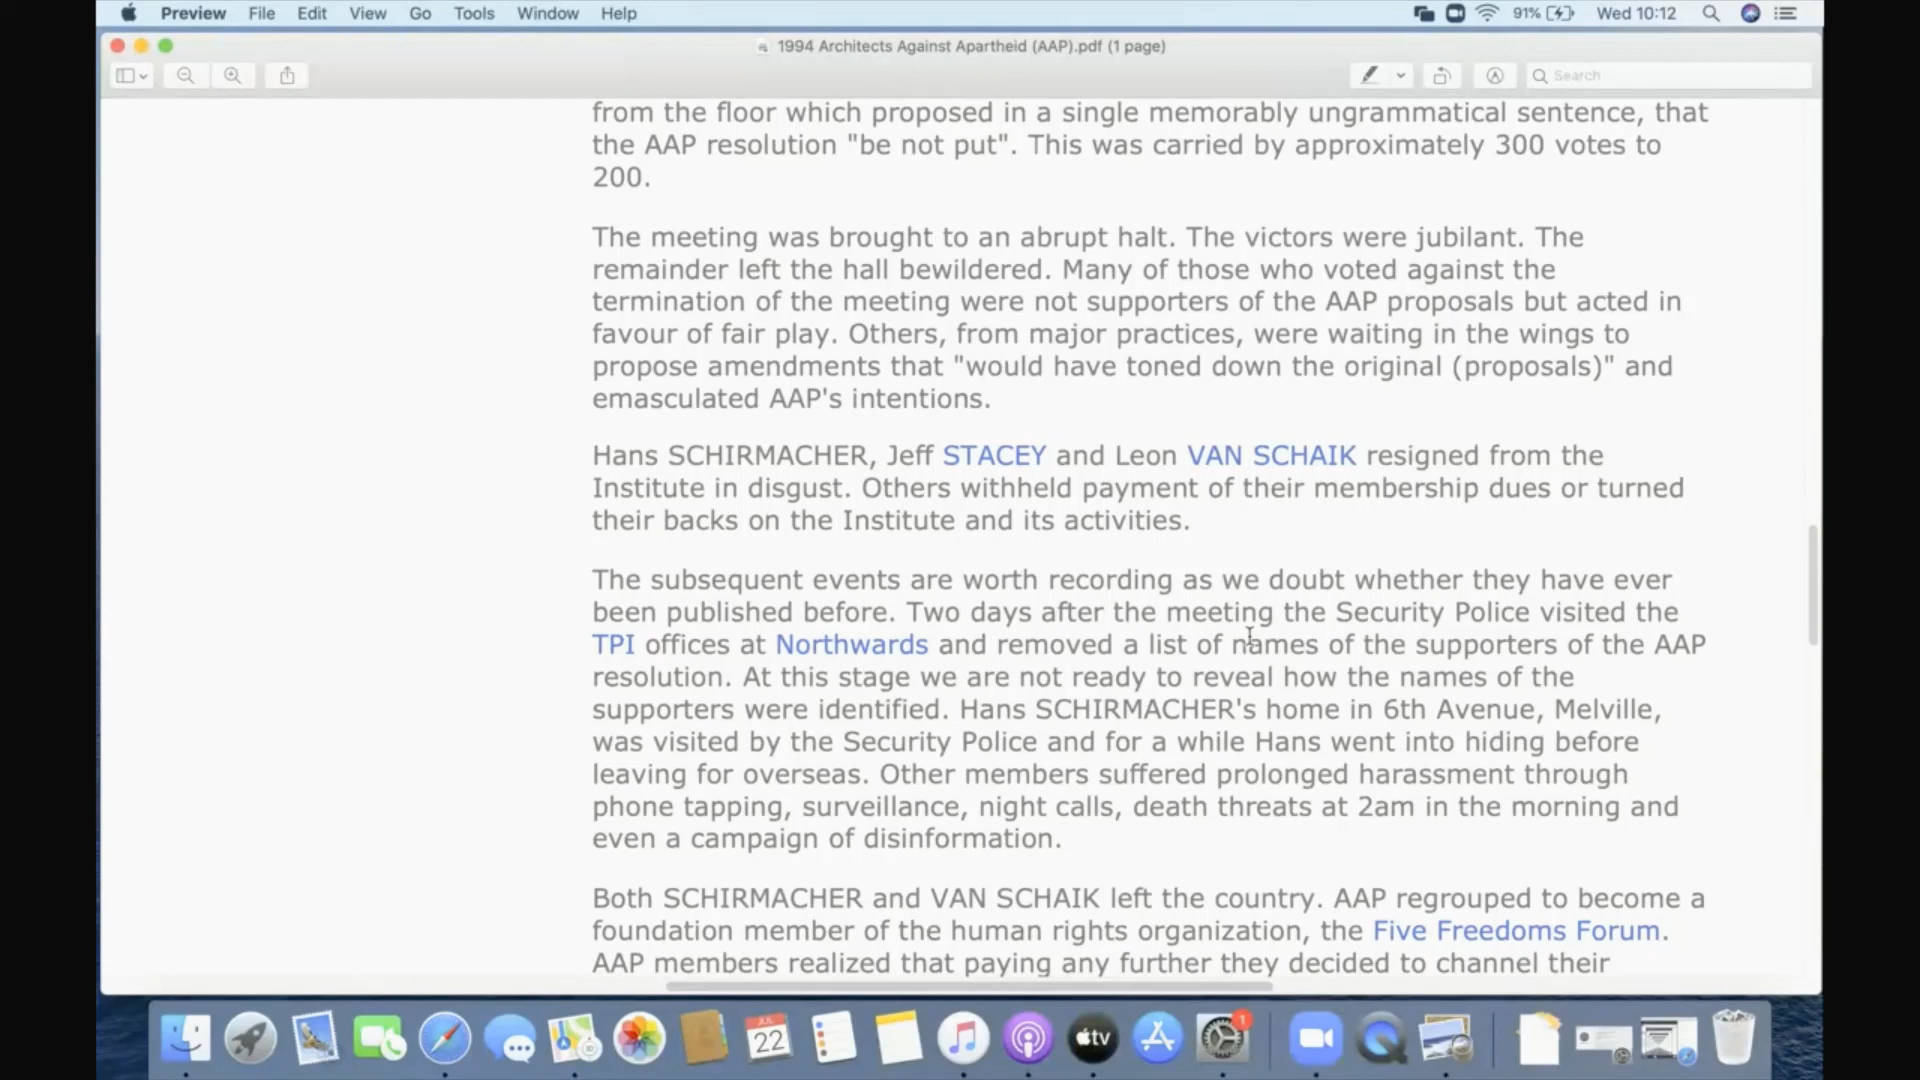 Preview File Edit View Go Tools Window Help 91% Wed 10:12
1994 Architects Against Apartheid (AAP).pdf (1 page)
Search
from the floor which proposed in a single memorably ungrammatical sentence, that
the AAP resolution "be not put". This was carried by approximately 300 votes to
200.
The meeting was brought to an abrupt halt. The victors were jubilant. The
remainder left the hall bewildered. Many of those who voted against the
termination of the meeting were not supporters of the AAP proposals but acted in
favour of fair play. Others, from major practices, were waiting in the wings to
propose amendments that "would have toned down the original (proposals)" and
emasculated AAP's intentions.
Hans SCHIRMACHER, Jeff STACEY and Leon VAN SCHAIK resigned from the
Institute in disgust. Others withheld payment of their membership dues or turned
their backs on the Institute and its activities.
The subsequent events are worth recording as we doubt whether they have ever
been published before. Two days after the meeting the Security Police visited the
TPI offices at Northwards and removed a list of names of the supporters of the AAP
resolution. At this stage we are not ready to reveal how the names of the
supporters were identified. Hans SCHIRMACHER's home in 6th Avenue, Melville,
was visited by the Security Police and for a while Hans went into hiding before
leaving for overseas. Other members suffered prolonged harassment through
phone tapping, surveillance, night calls, death threats at 2am in the morning and
even a campaign of disinformation.
Both SCHIRMACHER and VAN SCHAIK left the country. AAP regrouped to become a
foundation member of the human rights organization, the Five Freedoms Forum.
AAP members realized that paying any further they decided to channel their
JUL
22
tv
1